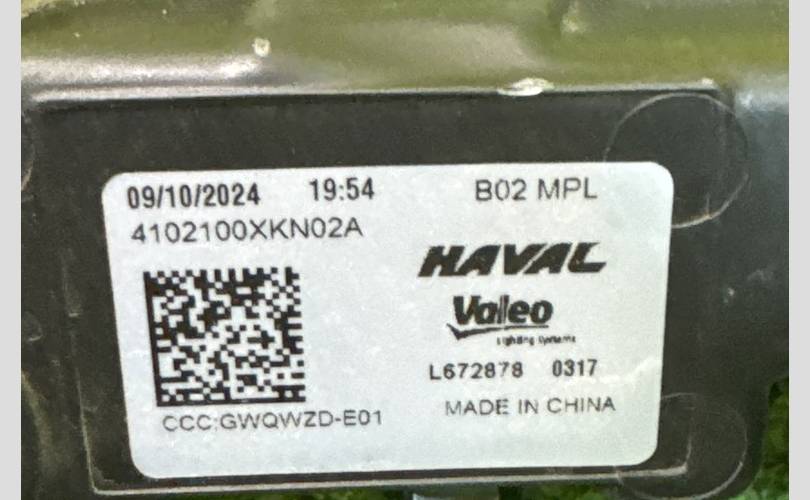 09/10/2024 19:54 B02 MPL
4102100XKN02A
HAVAL
Valeo
Lighting Systems
L672878 0317
CCC:GWQWZD-E01
MADE IN CHINA